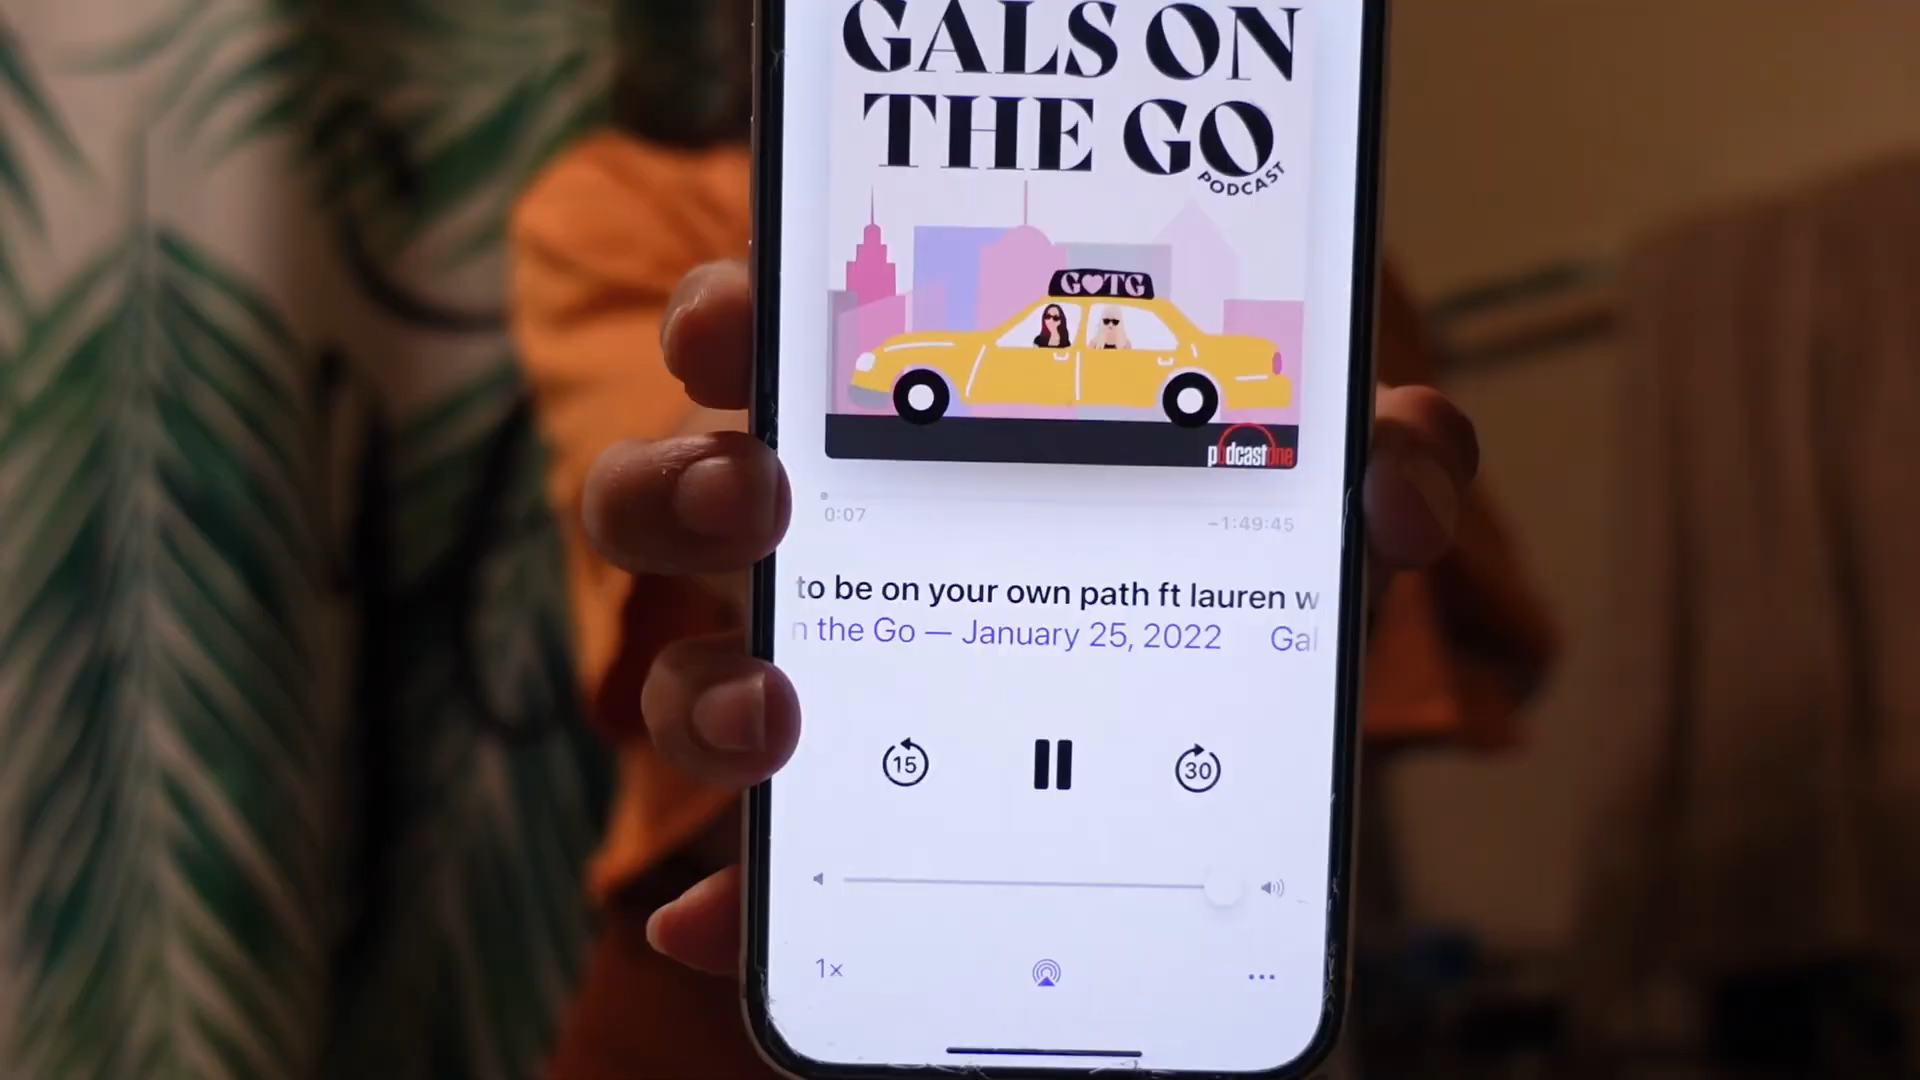 GALS ON
THE GO
PODCAST
G♥TG
podcastone
0:07
-1:49:45
to be on your own path ft lauren w
n the Go — January 25, 2022 Gal
15
30
1×